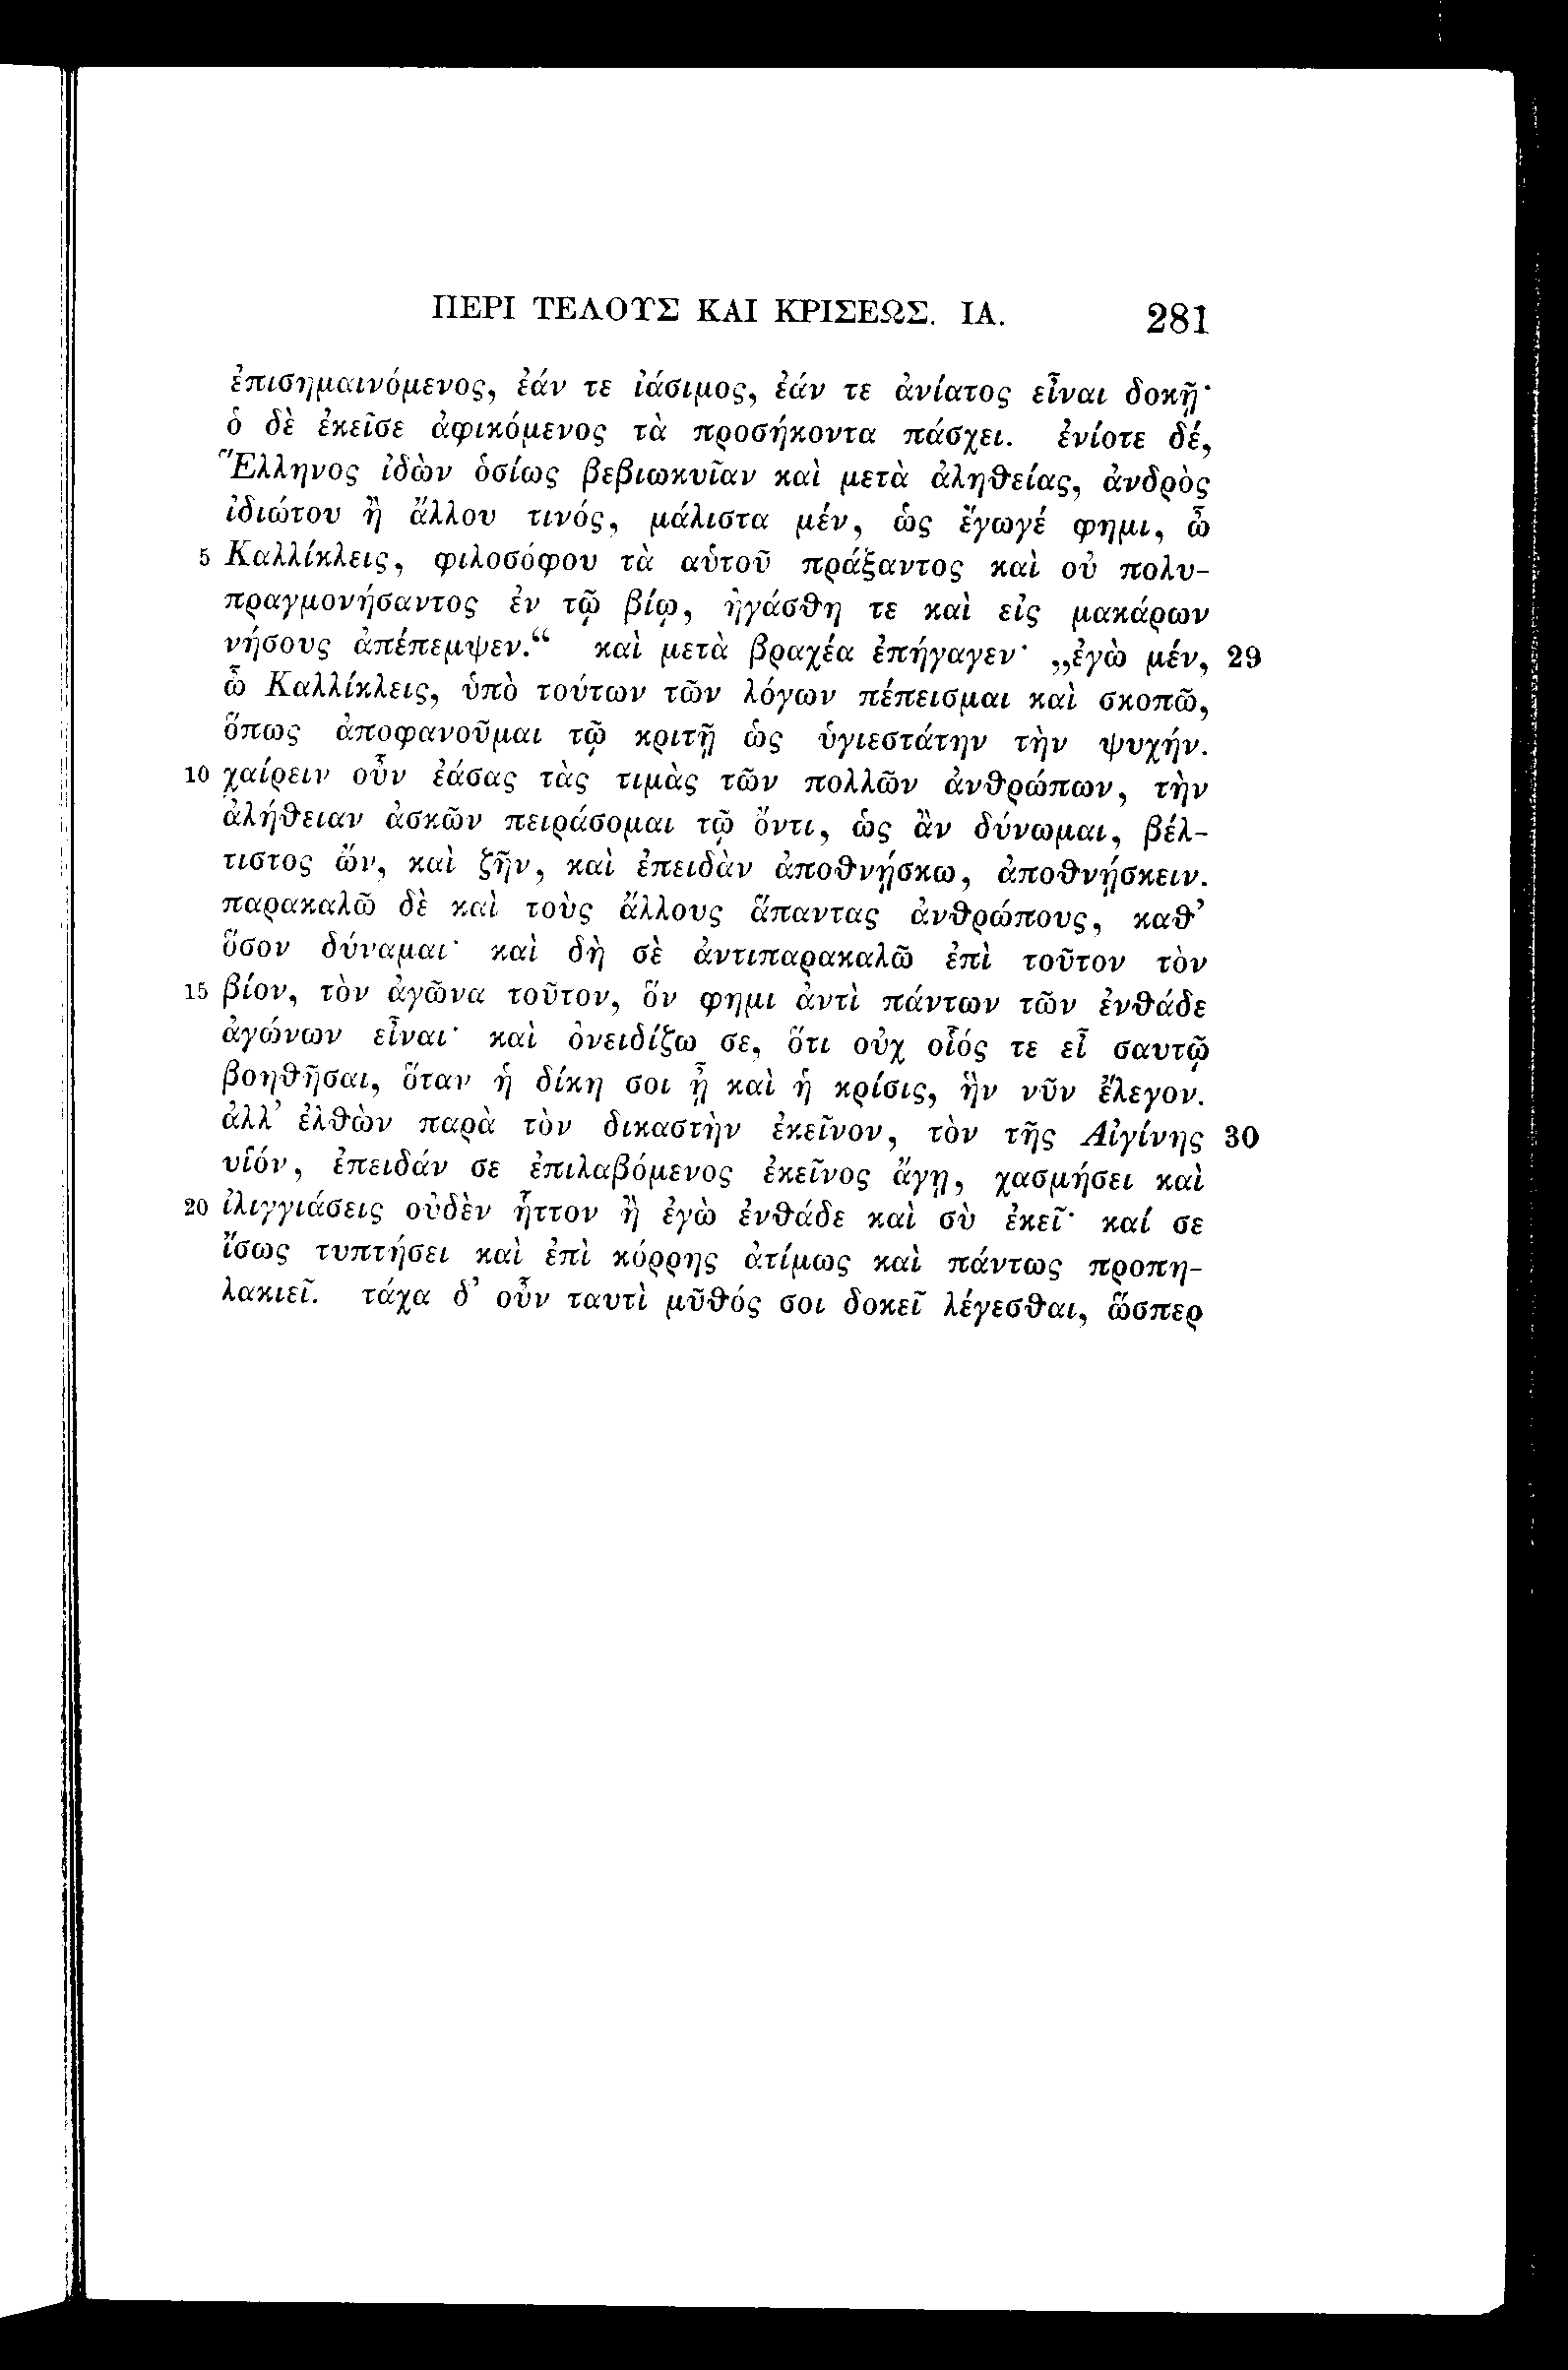 ΠΕΡΙ ΤΕΛΟΥΣ ΚΑΙ ΚΡΙΣΕΩΣ. ΙΑ. 281
ἐπισημαινόμενος, ἐάν τε ἰάσιμος, ἐάν τε ἀνίατος εἶναι δοκῇ·
ὁ δὲ ἐκεῖσε ἀφικόμενος τὰ προσήκοντα πάσχει. ἐνίοτε δέ,
Ἕλληνος ἰδὼν ὁσίως βεβιωκυῖαν καὶ μετὰ ἀληθείας, ἀνδρὸς
ἰδιώτου ἢ ἄλλου τινός, μάλιστα μέν, ὡς ἔγωγέ φημι, ὦ
5 Καλλίκλεις, φιλοσόφου τὰ αὑτοῦ πράξαντος καὶ οὐ πολυ-
πραγμονήσαντος ἐν τῷ βίῳ, ἠγάσθη τε καὶ εἰς μακάρων
νήσους ἀπέπεμψεν.“ καὶ μετὰ βραχέα ἐπήγαγεν· „ἐγὼ μέν, 29
ὦ Καλλίκλεις, ὑπὸ τούτων τῶν λόγων πέπεισμαι καὶ σκοπῶ,
ὅπως ἀποφανοῦμαι τῷ κριτῇ ὡς ὑγιεστάτην τὴν ψυχήν.
10 χαίρειν οὖν ἐάσας τὰς τιμὰς τῶν πολλῶν ἀνθρώπων, τὴν
ἀλήθειαν ἀσκῶν πειράσομαι τῷ ὄντι, ὡς ἂν δύνωμαι, βέλ-
τιστος ὤν, καὶ ζῆν, καὶ ἐπειδὰν ἀποθνῄσκω, ἀποθνῄσκειν.
παρακαλῶ δὲ καὶ τοὺς ἄλλους ἅπαντας ἀνθρώπους, καθ’
ὅσον δύναμαι· καὶ δὴ σὲ ἀντιπαρακαλῶ ἐπὶ τοῦτον τὸν
15 βίον, τὸν ἀγῶνα τοῦτον, ὅν φημι ἀντὶ πάντων τῶν ἐνθάδε
ἀγώνων εἶναι· καὶ ὀνειδίζω σε, ὅτι οὐχ οἷός τε εἶ σαυτῷ
βοηθῆσαι, ὅταν ἡ δίκη σοι ᾖ καὶ ἡ κρίσις, ἣν νῦν ἔλεγον.
ἀλλ’ ἐλθὼν παρὰ τὸν δικαστὴν ἐκεῖνον, τὸν τῆς Αἰγίνης 30
υἱόν, ἐπειδάν σε ἐπιλαβόμενος ἐκεῖνος ἄγῃ, χασμήσει καὶ
20 ἰλιγγιάσεις οὐδὲν ἧττον ἢ ἐγὼ ἐνθάδε καὶ σὺ ἐκεῖ· καί σε
ἴσως τυπτήσει καὶ ἐπὶ κόρρης ἀτίμως καὶ πάντως προπη-
λακιεῖ. τάχα δ’ οὖν ταυτὶ μῦθός σοι δοκεῖ λέγεσθαι, ὥσπερ